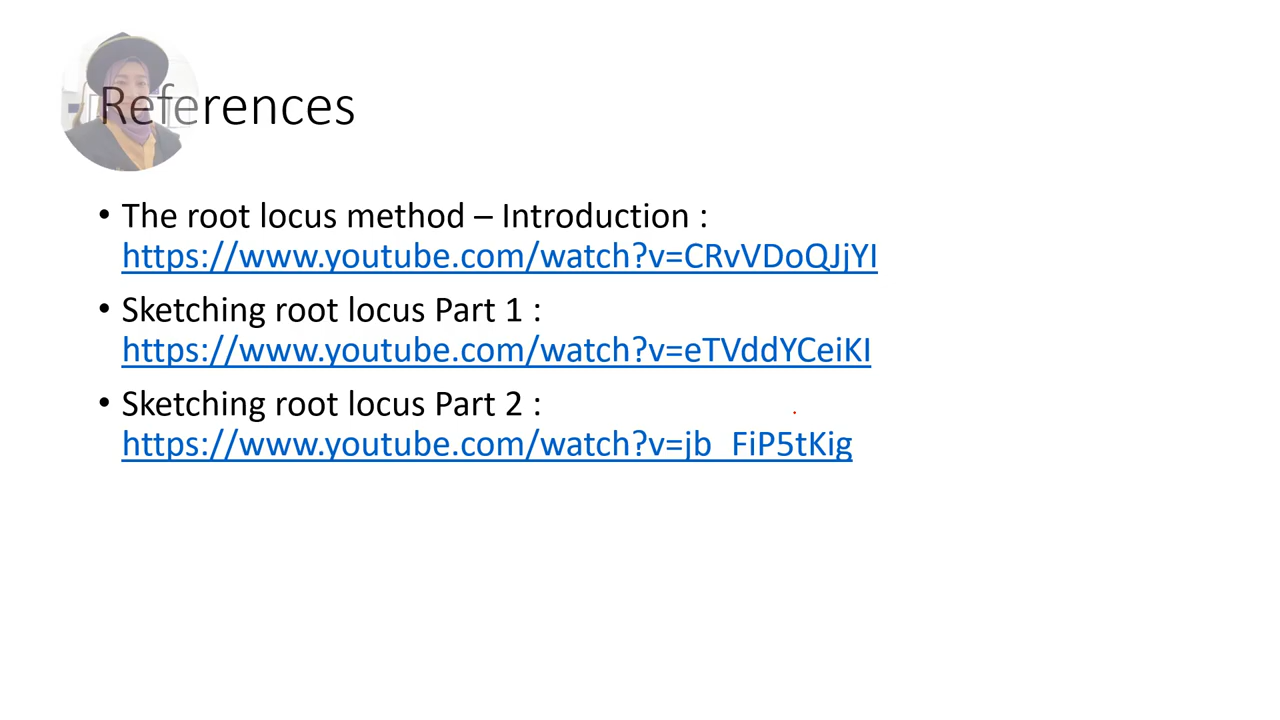 References
• The root locus method – Introduction :
https://www.youtube.com/watch?v=CRvVDoQJjYI
• Sketching root locus Part 1 :
https://www.youtube.com/watch?v=eTVddYCeiKI
• Sketching root locus Part 2 :
https://www.youtube.com/watch?v=jb_FiP5tKig